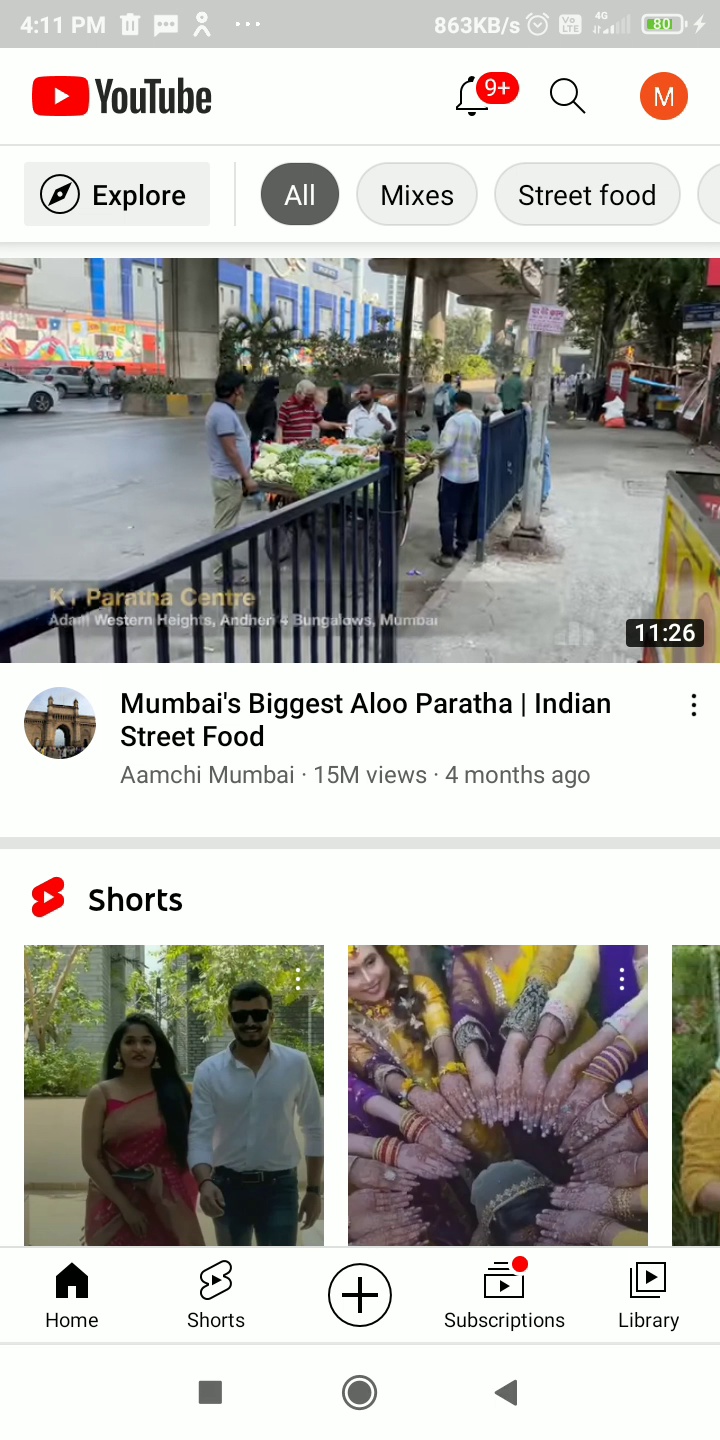 4:11 PM ... 863KB/s Vo LTE 4G 80
YouTube 9+ M
Explore All Mixes Street food
K1 Paratha Centre
Adani Western Heights, Andheri 4 Bungalows, Mumbai
11:26
Mumbai's Biggest Aloo Paratha | Indian
Street Food
Aamchi Mumbai · 15M views · 4 months ago
Shorts
Home Shorts Subscriptions Library